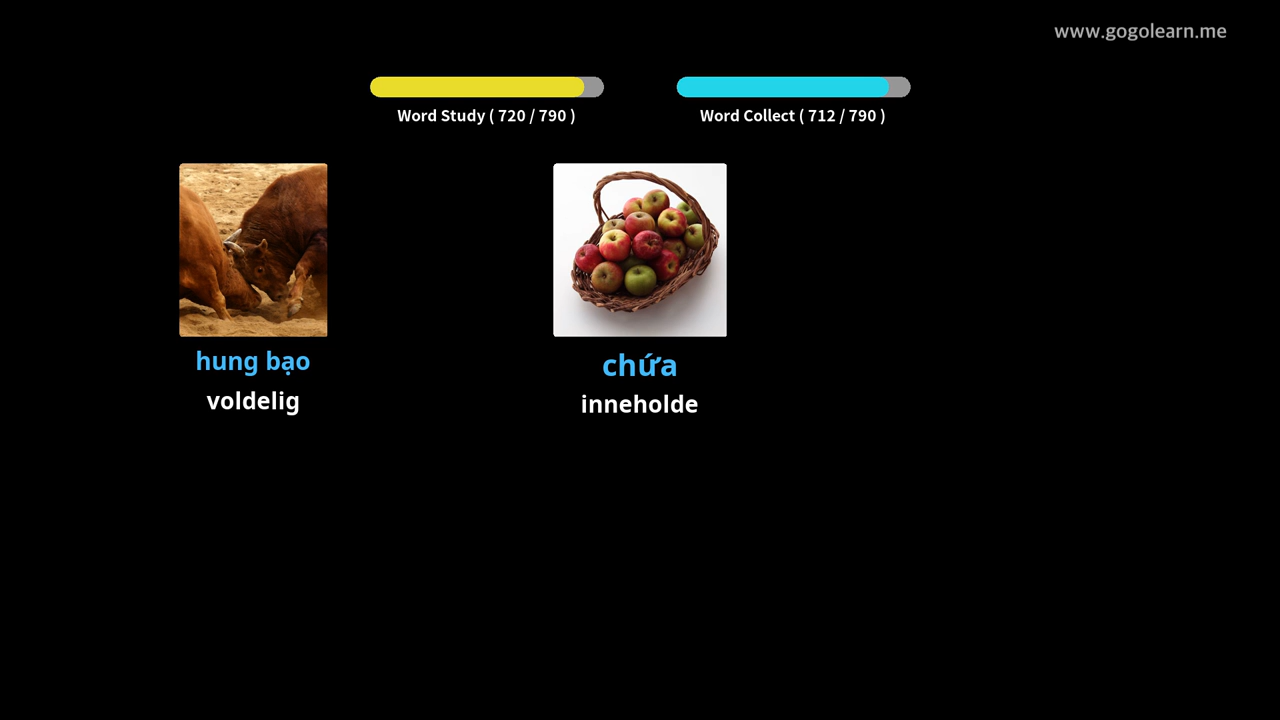 www.gogolearn.me
Word Study ( 720 / 790 )
Word Collect ( 712 / 790 )
hung bạo
voldelig
chứa
inneholde